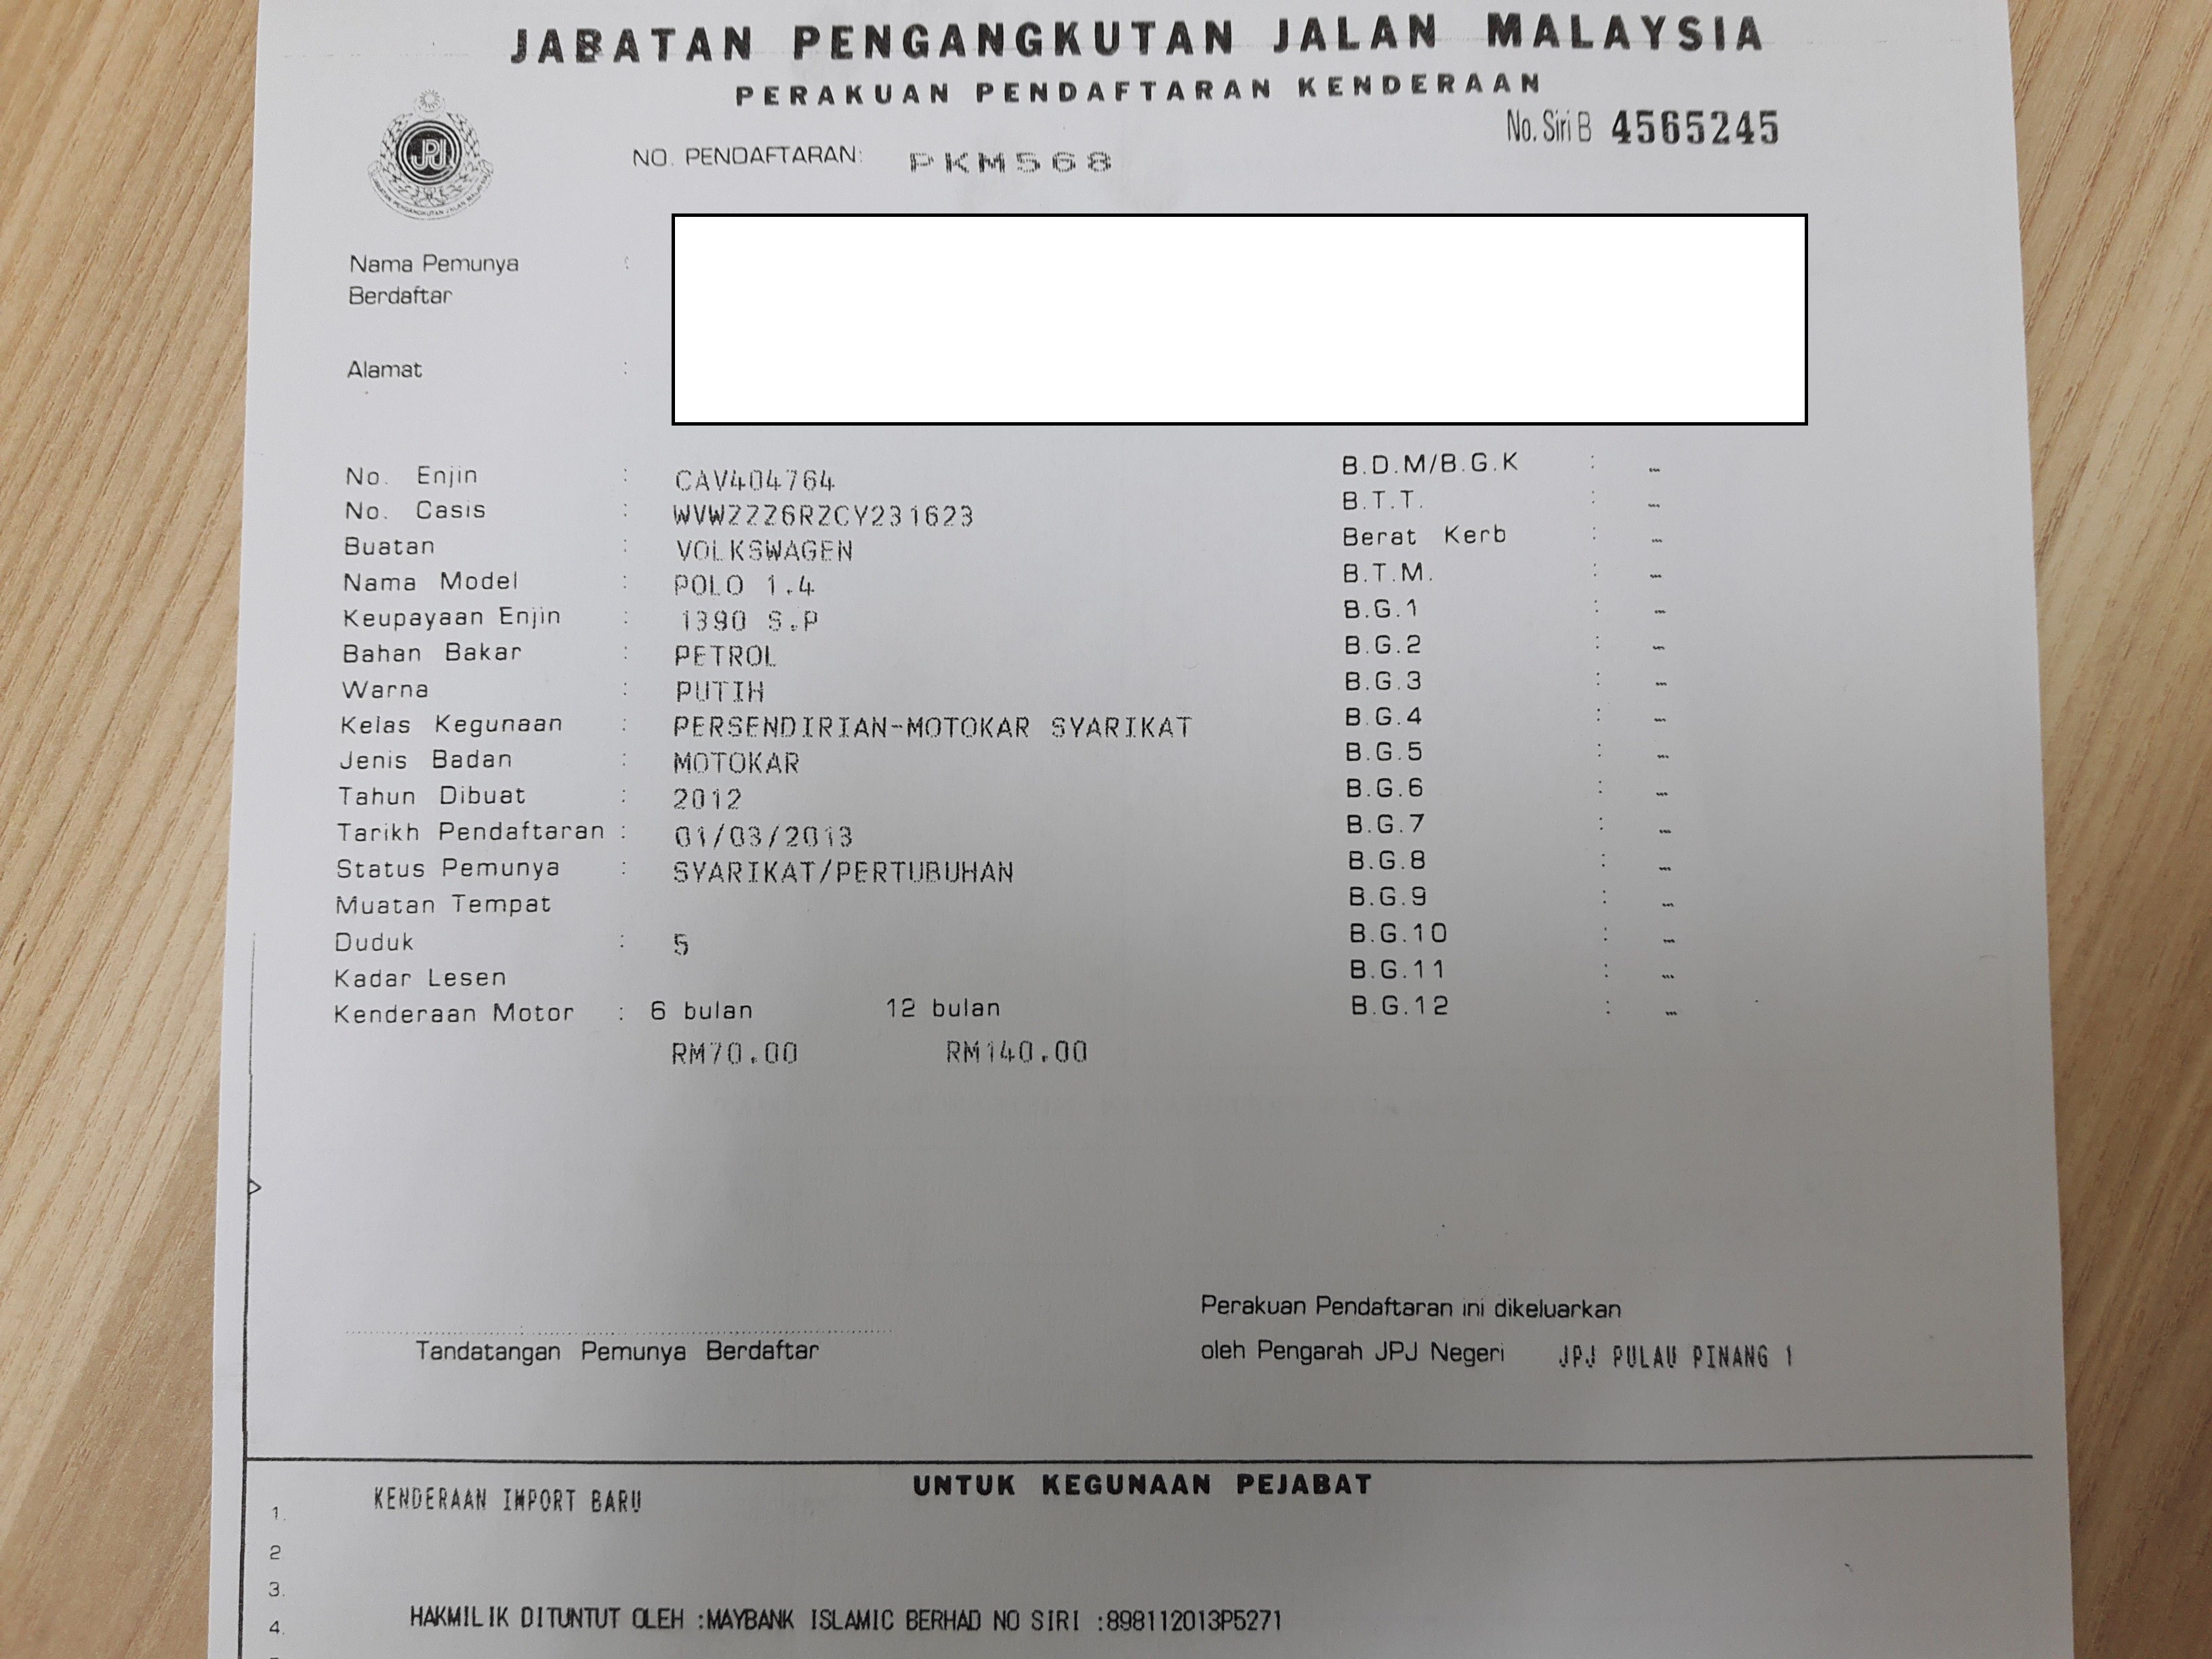 JABATAN PENGANGKUTAN JALAN MALAYSIA
PERAKUAN PENDAFTARAN KENDERAAN
No. Siri B 4565245
JPJ
JABATAN PENGANGKUTAN JALAN MALAYSIA
NO. PENDAFTARAN: PKM568
Nama Pemunya :
Berdaftar
Alamat :
No. Enjin : CAV404764
No. Casis : WVWZZZ6RZCY231623
Buatan : VOLKSWAGEN
Nama Model : POLO 1.4
Keupayaan Enjin : 1390 S.P
Bahan Bakar : PETROL
Warna : PUTIH
Kelas Kegunaan : PERSENDIRIAN-MOTOKAR SYARIKAT
Jenis Badan : MOTOKAR
Tahun Dibuat : 2012
Tarikh Pendaftaran : 01/03/2013
Status Pemunya : SYARIKAT/PERTUBUHAN
Muatan Tempat
Duduk : 5
Kadar Lesen
Kenderaan Motor : 6 bulan 12 bulan
RM70.00 RM140.00
B.D.M/B.G.K : --
B.T.T. : --
Berat Kerb : --
B.T.M. : --
B.G.1 : --
B.G.2 : --
B.G.3 : --
B.G.4 : --
B.G.5 : --
B.G.6 : --
B.G.7 : --
B.G.8 : --
B.G.9 : --
B.G.10 : --
B.G.11 : --
B.G.12 : --
Tandatangan Pemunya Berdaftar
Perakuan Pendaftaran ini dikeluarkan
oleh Pengarah JPJ Negeri JPJ PULAU PINANG 1
UNTUK KEGUNAAN PEJABAT
1. KENDERAAN IMPORT BARU
2
3.
4. HAKMILIK DITUNTUT OLEH :MAYBANK ISLAMIC BERHAD NO SIRI :898112013P5271